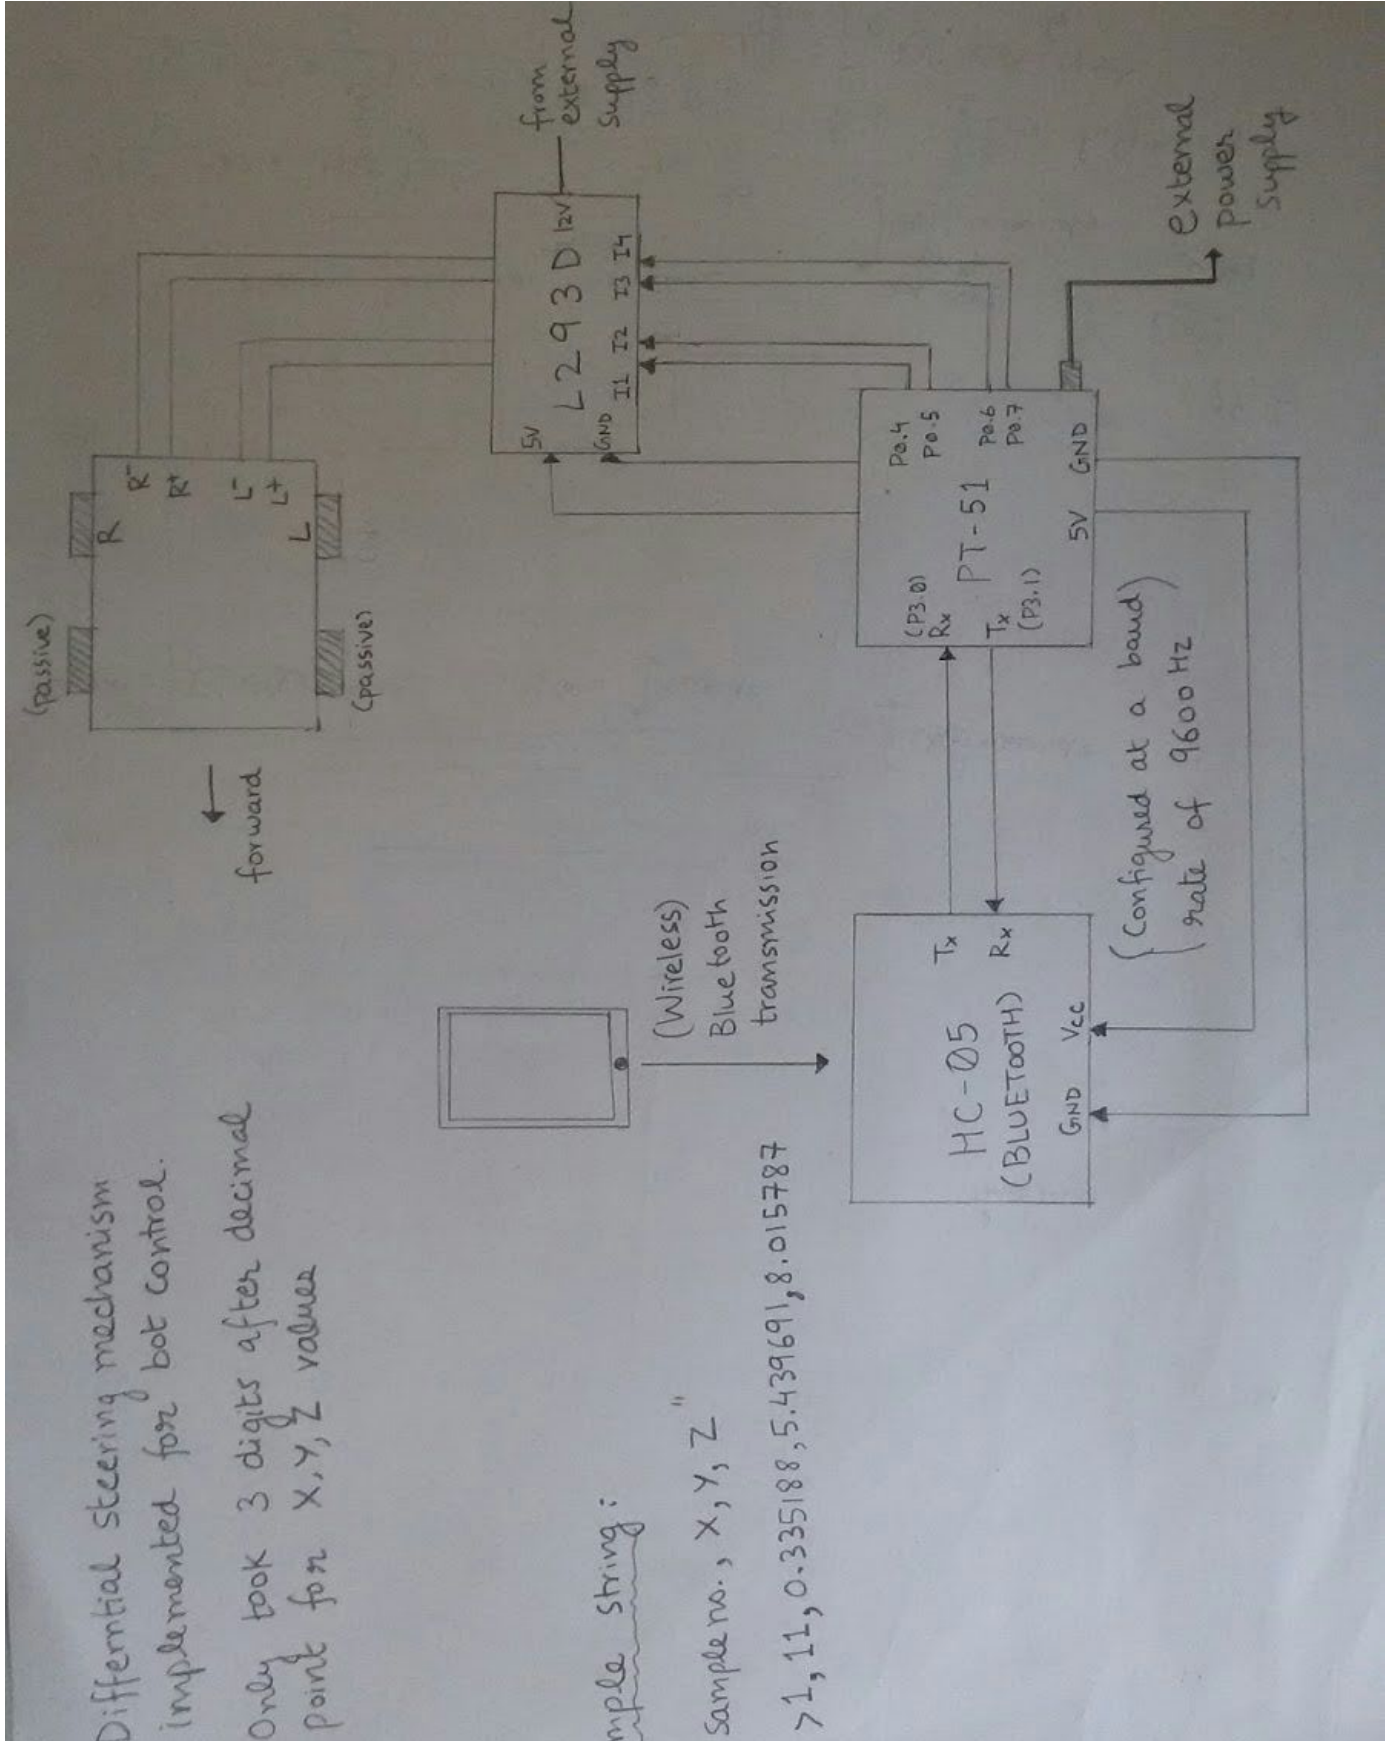 Differntial steering mechanism
implemented for bot control.
Only took 3 digits after decimal
point for X, Y, Z values
mple string:
Sample no., X, Y, Z"
>1,11,0.335188,5.439691,8.015787
(Wireless)
Bluetooth
transmission
forward
(passive)
(passive)
R
L
R-
R+
L-
L+
L293D
5V
GND
12V
I1 I2 I3 I4
from
external
supply
HC-05
(BLUETOOTH)
Tx
Rx
GND Vcc
(P3.0)
Rx
Tx
(P3.1)
PT-51
P0.4
P0.5
P0.6
P0.7
5V GND
(Configured at a baud)
rate of 9600 Hz
external
power
supply